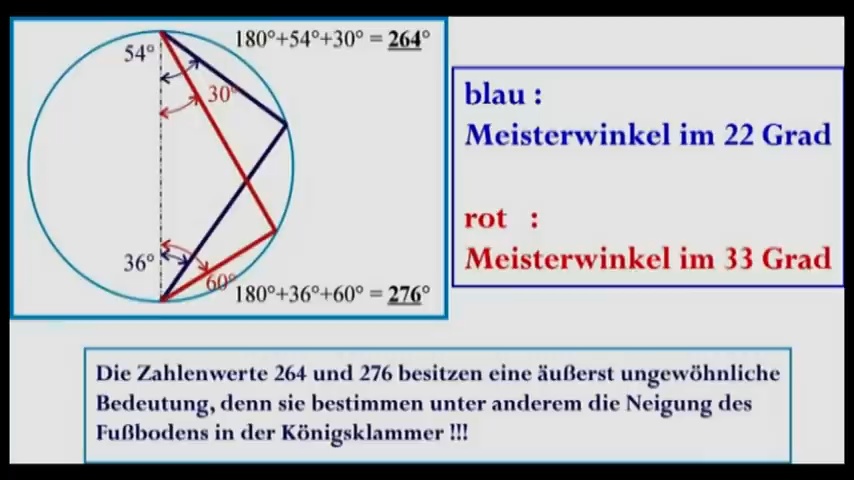 180°+54°+30° = 264°
54°
30°
36°
60°
180°+36°+60° = 276°
blau :
Meisterwinkel im 22 Grad
rot :
Meisterwinkel im 33 Grad
Die Zahlenwerte 264 und 276 besitzen eine äußerst ungewöhnliche
Bedeutung, denn sie bestimmen unter anderem die Neigung des
Fußbodens in der Königsklammer !!!